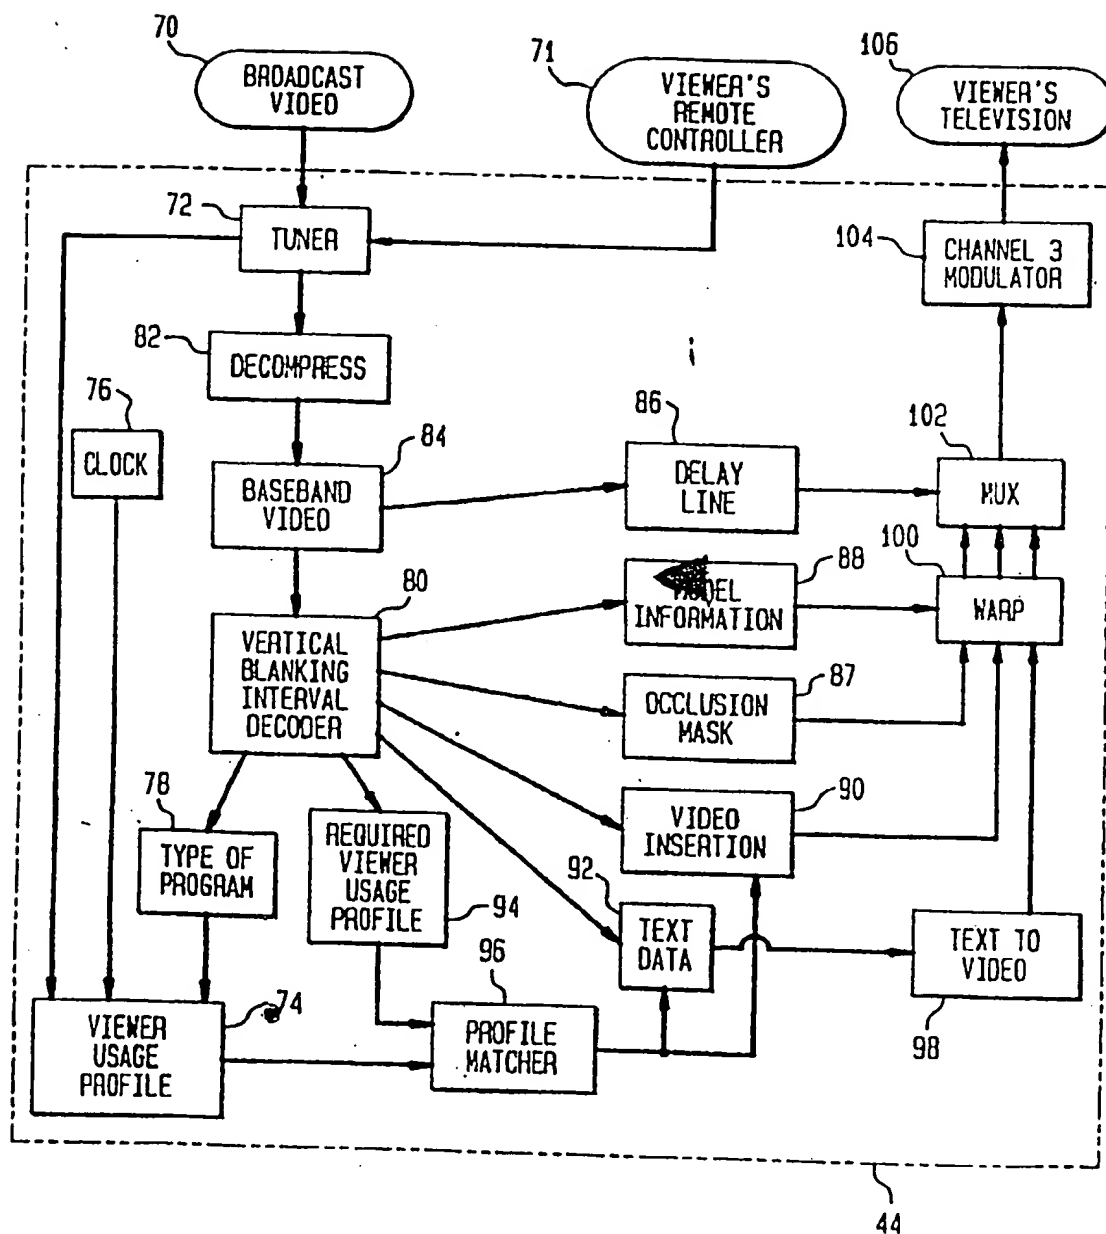 70
BROADCAST
VIDEO
71
VIEWER'S
REMOTE
CONTROLLER
106
VIEWER'S
TELEVISION
72
TUNER
104
CHANNEL 3
MODULATOR
82
DECOMPRESS
76
CLOCK
84
BASEBAND
VIDEO
86
DELAY
LINE
102
MUX
80
VERTICAL
BLANKING
INTERVAL
DECODER
88
MODEL
INFORMATION
100
WARP
87
OCCLUSION
MASK
78
TYPE OF
PROGRAM
REQUIRED
VIEWER
USAGE
PROFILE
94
90
VIDEO
INSERTION
92
TEXT
DATA
TEXT TO
VIDEO
98
74
VIEWER
USAGE
PROFILE
96
PROFILE
MATCHER
44